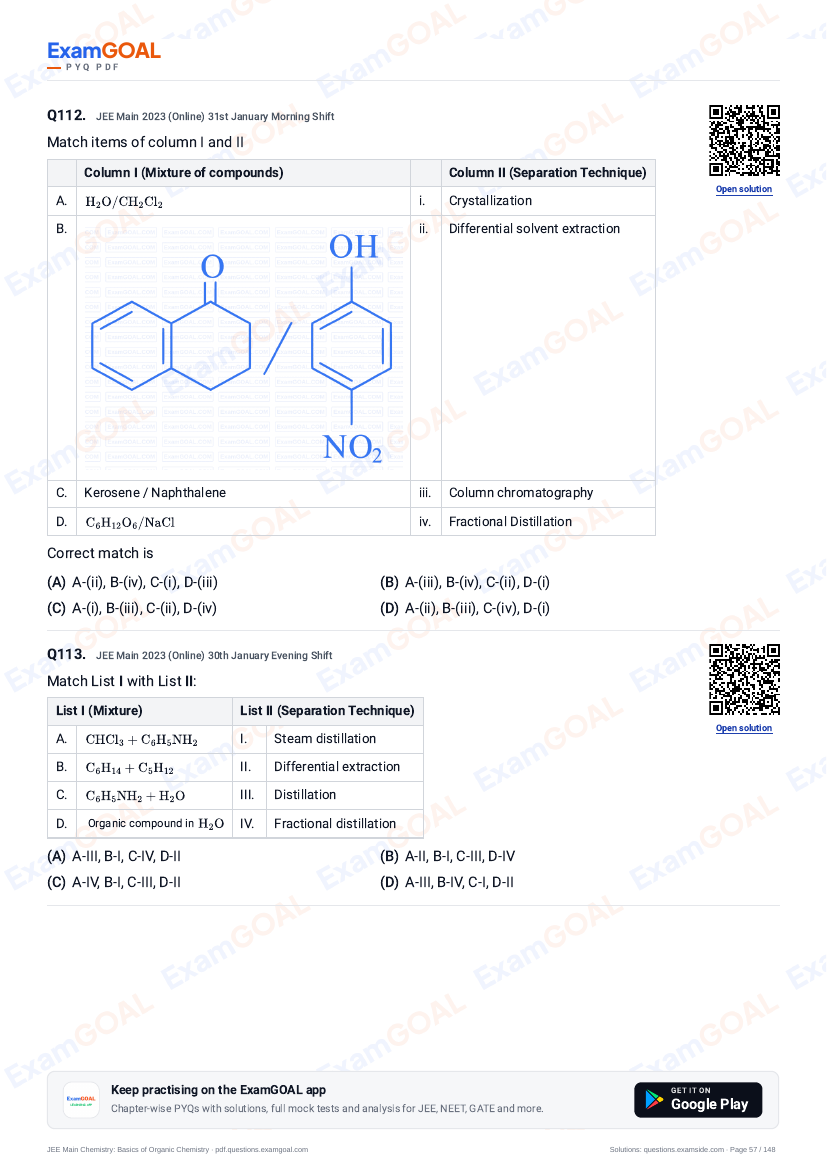 ExamGOAL
PYQ PDF
Q112. JEE Main 2023 (Online) 31st January Morning Shift
Match items of column I and II
Column I (Mixture of compounds) Column II (Separation Technique)
A. H₂O/CH₂Cl₂ i. Crystallization
B. ii. Differential solvent extraction
OH
O
NO₂
C. Kerosene / Naphthalene iii. Column chromatography
D. C₆H₁₂O₆/NaCl iv. Fractional Distillation
Correct match is
(A) A-(ii), B-(iv), C-(i), D-(iii) (B) A-(iii), B-(iv), C-(ii), D-(i)
(C) A-(i), B-(iii), C-(ii), D-(iv) (D) A-(ii), B-(iii), C-(iv), D-(i)
Open solution
Q113. JEE Main 2023 (Online) 30th January Evening Shift
Match List I with List II:
List I (Mixture) List II (Separation Technique)
A. CHCl₃ + C₆H₅NH₂ I. Steam distillation
B. C₆H₁₄ + C₅H₁₂ II. Differential extraction
C. C₆H₅NH₂ + H₂O III. Distillation
D. Organic compound in H₂O IV. Fractional distillation
(A) A-III, B-I, C-IV, D-II (B) A-II, B-I, C-III, D-IV
(C) A-IV, B-I, C-III, D-II (D) A-III, B-IV, C-I, D-II
Open solution
ExamGOAL
Keep practising on the ExamGOAL app
Chapter-wise PYQs with solutions, full mock tests and analysis for JEE, NEET, GATE and more.
GET IT ON
Google Play
JEE Main Chemistry: Basics of Organic Chemistry · pdf.questions.examgoal.com Solutions: questions.examside.com · Page 57 / 148